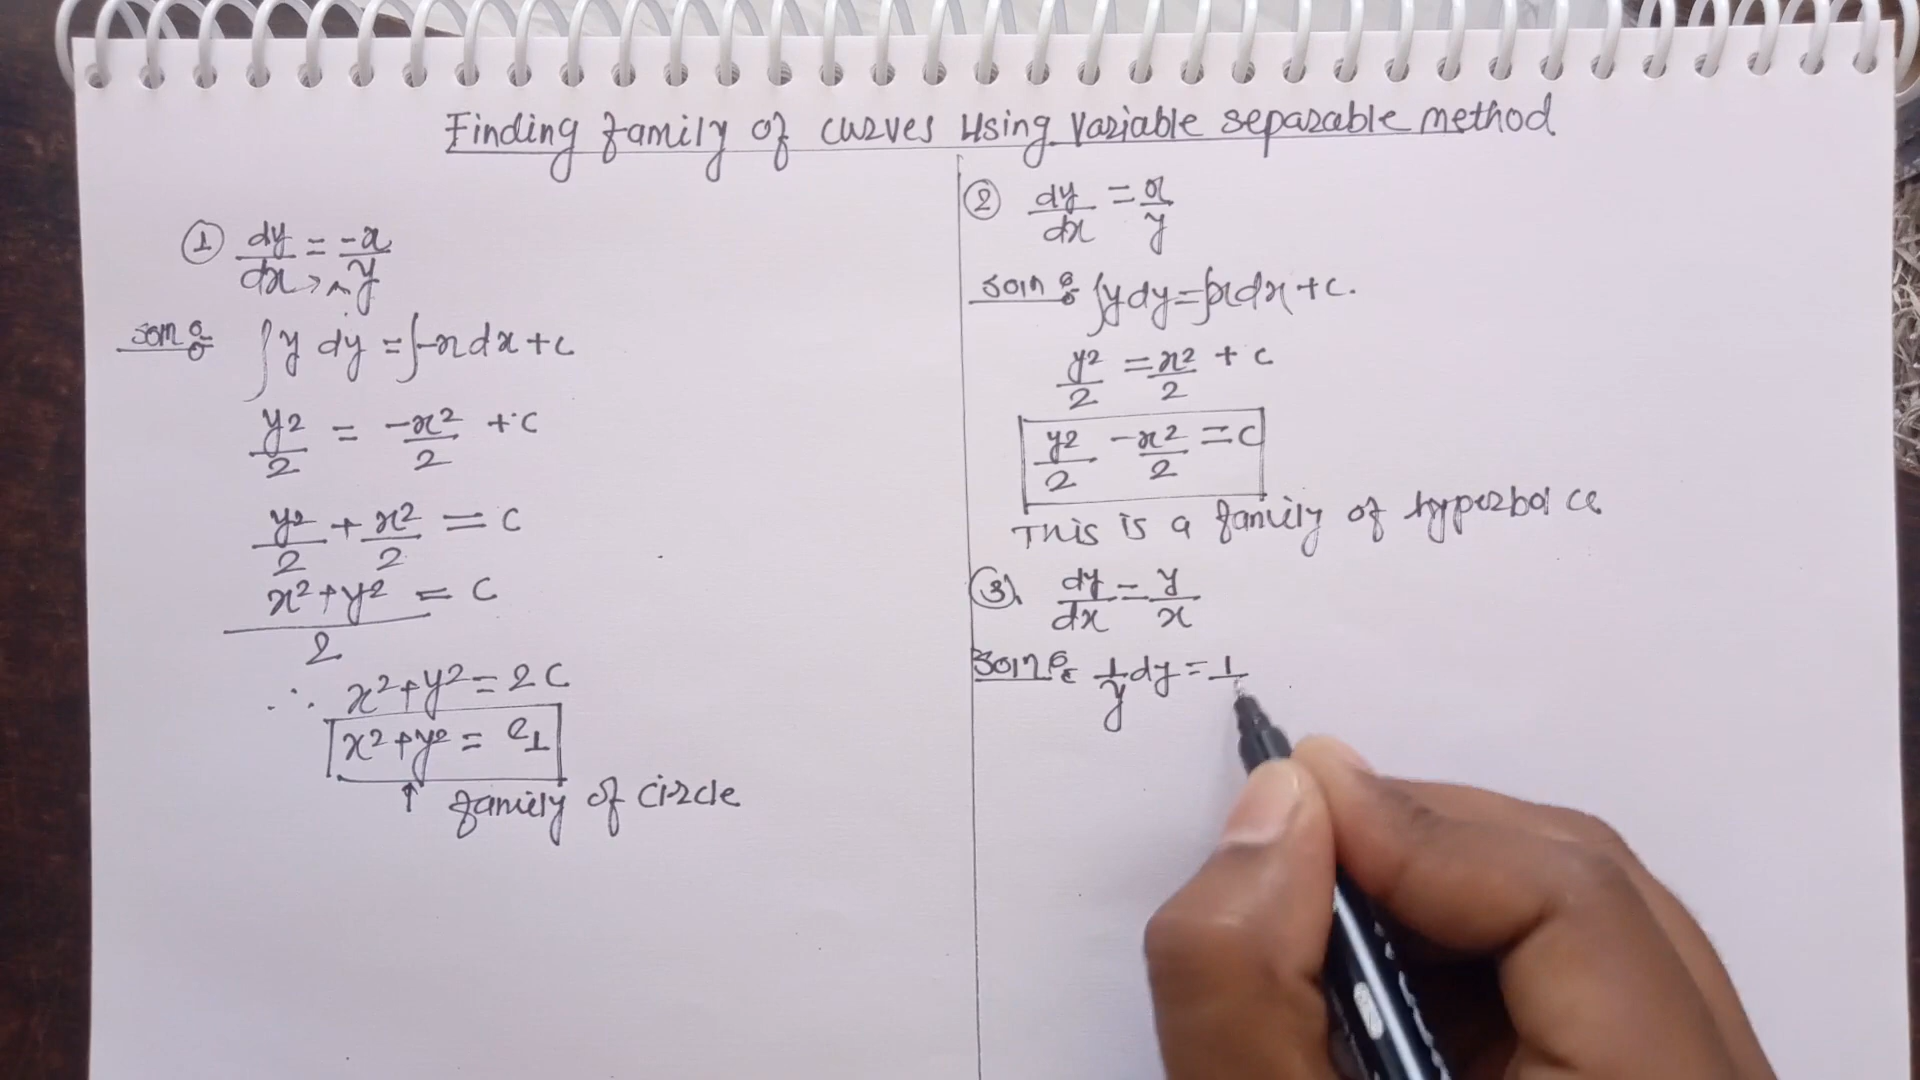 Finding family of curves using variable separable method
① dy/dx = -x/y
Soln: ∫y dy = ∫-x dx + c
y²/2 = -x²/2 + c
y²/2 + x²/2 = c
x²+y²/2 = c
∴ x²+y² = 2c
x²+y² = c₁
↑ family of circle
② dy/dx = x/y
Soln: ∫y dy = ∫x dx + c.
y²/2 = x²/2 + c
y²/2 - x²/2 = c
This is a family of
③ dy/dx = y/x
Soln: 1/y dy = 1